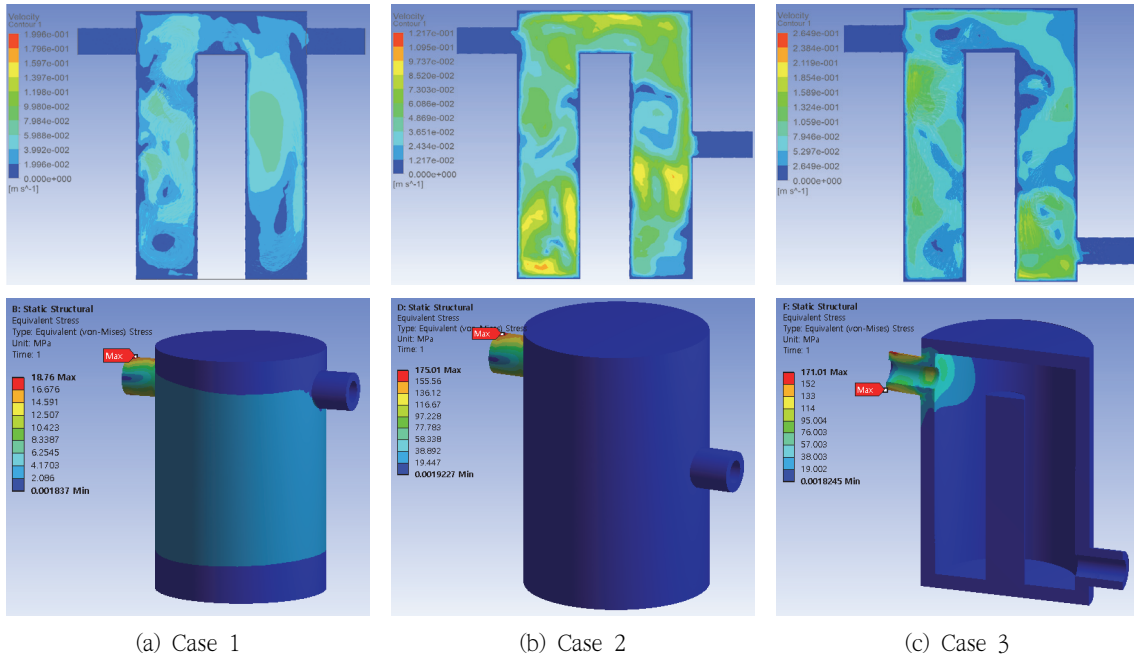 Velocity
Contour 1
1.996e-001
1.796e-001
1.597e-001
1.397e-001
1.198e-001
9.980e-002
7.984e-002
5.988e-002
3.992e-002
1.996e-002
0.000e+000
[m s^-1]
Velocity
Contour 1
1.217e-001
1.095e-001
9.737e-002
8.520e-002
7.303e-002
6.086e-002
4.869e-002
3.651e-002
2.434e-002
1.217e-002
0.000e+000
[m s^-1]
Velocity
Contour 1
2.649e-001
2.384e-001
2.119e-001
1.854e-001
1.589e-001
1.324e-001
1.059e-001
7.946e-002
5.297e-002
2.649e-002
0.000e+000
[m s^-1]
B: Static Structural
Equivalent Stress
Type: Equivalent (von-Mises) Stress
Unit: MPa
Time: 1
Max
18.76 Max
16.676
14.591
12.507
10.423
8.3387
6.2545
4.1703
2.086
0.001837 Min
D: Static Structural
Equivalent Stress
Type: Equivalent (von-Mises) Stress
Unit: MPa
Time: 1
Max
175.01 Max
155.56
136.12
116.67
97.228
77.783
58.338
38.892
19.447
0.0019227 Min
F: Static Structural
Equivalent Stress
Type: Equivalent (von-Mises) Stress
Unit: MPa
Time: 1
Max
171.01 Max
152
133
114
95.004
76.003
57.003
38.003
19.002
0.0018245 Min
(a) Case 1
(b) Case 2
(c) Case 3